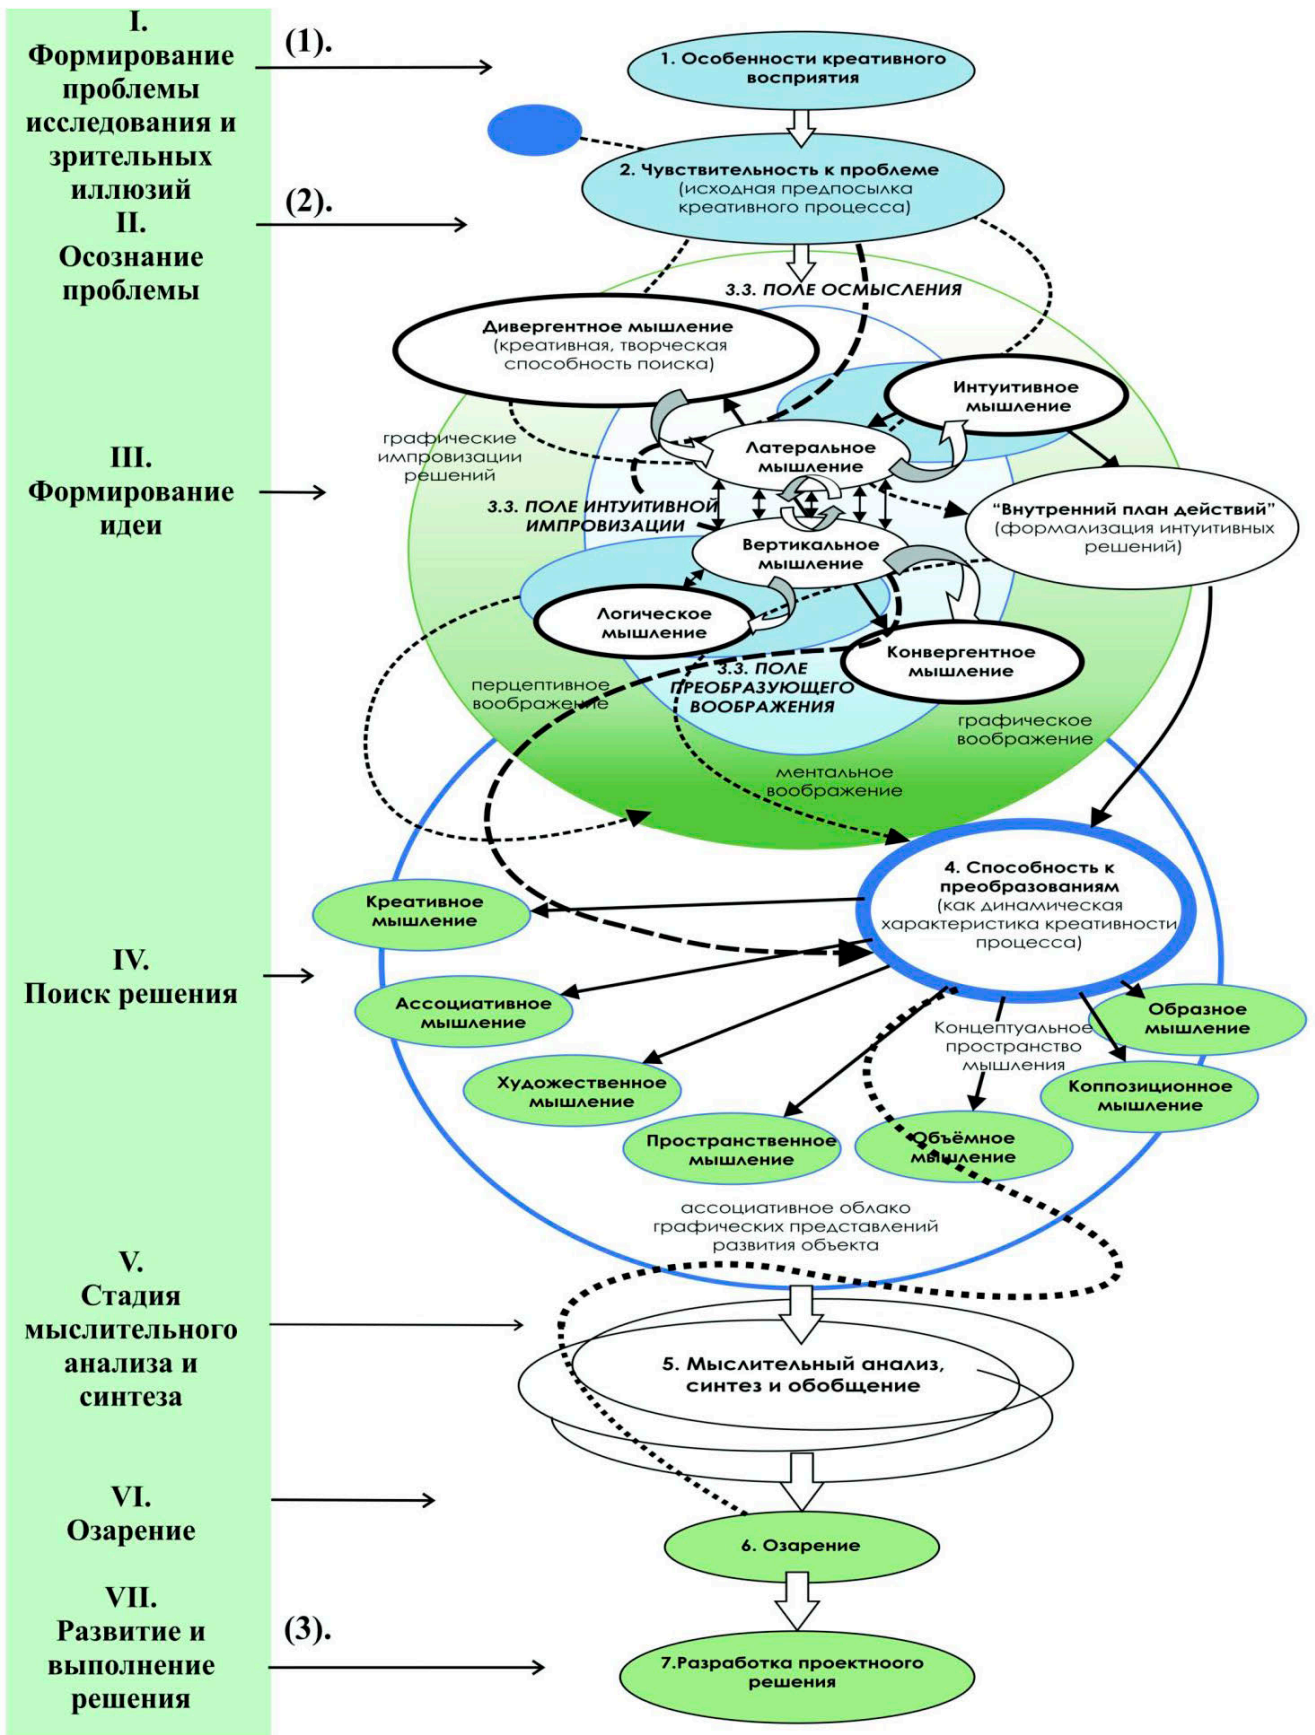 I.
Формирование
проблемы
исследования и
зрительных
иллюзий
II.
Осознание
проблемы
III.
Формирование
идеи
IV.
Поиск решения
V.
Стадия
мыслительного
анализа и
синтеза
VI.
Озарение
VII.
Развитие и
выполнение
решения
(1).
(2).
(3).
1. Особенности креативного
восприятия
2. Чувствительность к проблеме
(исходная предпосылка
креативного процесса)
3.3. ПОЛЕ ОСМЫСЛЕНИЯ
Дивергентное мышление
(креативная, творческая
способность поиска)
Интуитивное
мышление
графические
импровизации
решений
Латеральное
мышление
3.3. ПОЛЕ ИНТУИТИВНОЙ
ИМПРОВИЗАЦИИ
"Внутренний план действий"
(формализация интуитивных
решений)
Вертикальное
мышление
Логическое
мышление
Конвергентное
мышление
3.3. ПОЛЕ
ПРЕОБРАЗУЮЩЕГО
ВООБРАЖЕНИЯ
перцептивное
воображение
графическое
воображение
ментальное
воображение
4. Способность к
преобразованиям
(как динамическая
характеристика креативности
процесса)
Креативное
мышление
Ассоциативное
мышление
Художественное
мышление
Пространственное
мышление
Концептуальное
пространство
мышления
Образное
мышление
Коппозиционное
мышление
Объёмное
мышление
ассоциативное облако
графических представлений
развития объекта
5. Мыслительный анализ,
синтез и обобщение
6. Озарение
7.Разработка проектноого
решения